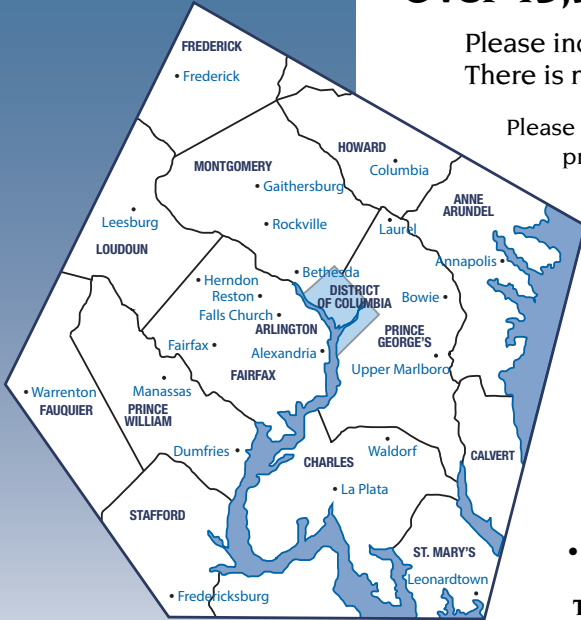 Please
There is
Please
FREDERICK
Frederick
HOWARD
Columbia
MONTGOMERY
Gaithersburg
ANNE
ARUNDEL
Leesburg
Rockville
Laurel
LOUDOUN
Annapolis
Bethesda
Herndon
DISTRICT
OF COLUMBIA
Reston
Bowie
Falls Church
ARLINGTON
PRINCE
GEORGE'S
Fairfax
Alexandria
Upper Marlboro
FAIRFAX
Warrenton
FAUQUIER
Manassas
PRINCE
WILLIAM
Dumfries
Waldorf
CHARLES
CALVERT
La Plata
STAFFORD
ST. MARY'S
Leonardtown
Fredericksburg